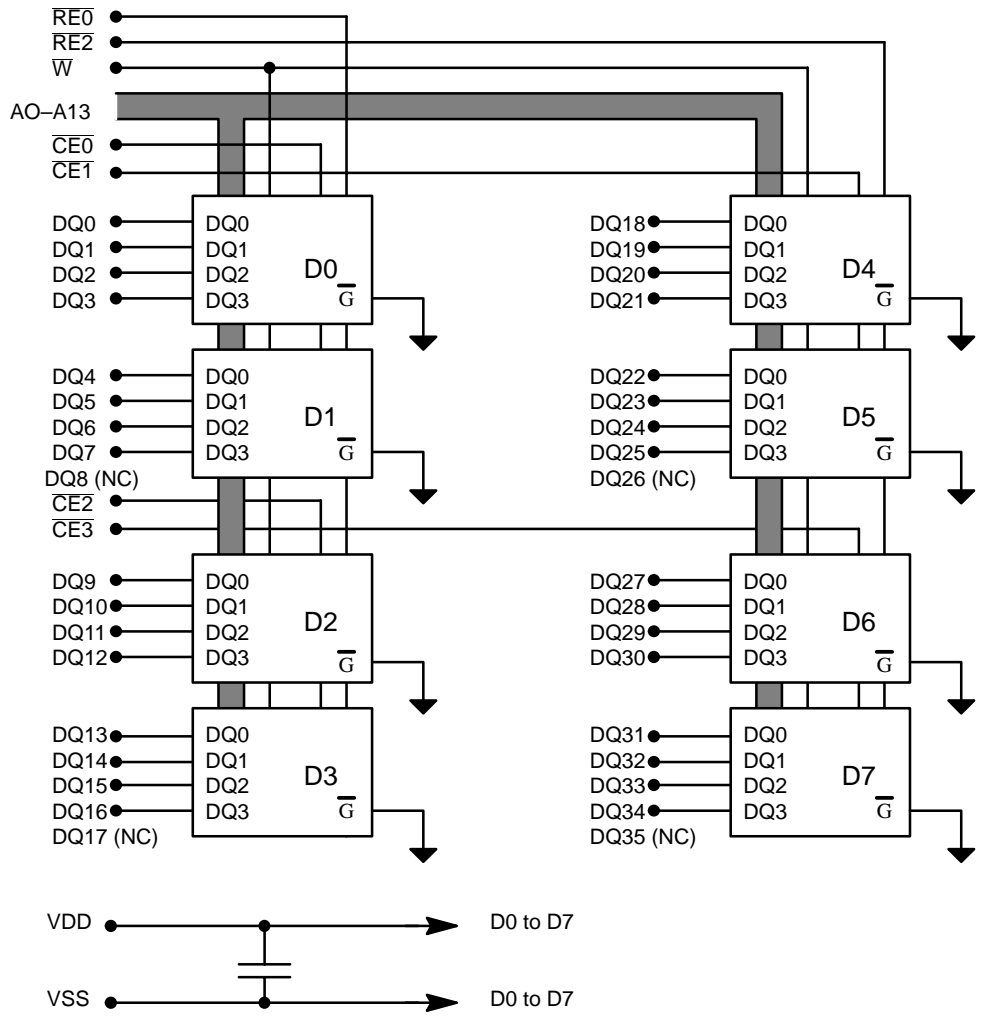 RE0
RE2
W
AO–A13
CE0
CE1
DQ0 DQ0 DQ18 DQ0
DQ1 DQ1 DQ19 DQ1
DQ2 DQ2 D0 DQ20 DQ2 D4
DQ3 DQ3 G DQ21 DQ3 G
DQ4 DQ0 DQ22 DQ0
DQ5 DQ1 DQ23 DQ1
DQ6 DQ2 D1 DQ24 DQ2 D5
DQ7 DQ3 G DQ25 DQ3 G
DQ8 (NC) DQ26 (NC)
CE2
CE3
DQ9 DQ0 DQ27 DQ0
DQ10 DQ1 DQ28 DQ1
DQ11 DQ2 D2 DQ29 DQ2 D6
DQ12 DQ3 G DQ30 DQ3 G
DQ13 DQ0 DQ31 DQ0
DQ14 DQ1 DQ32 DQ1
DQ15 DQ2 D3 DQ33 DQ2 D7
DQ16 DQ3 G DQ34 DQ3 G
DQ17 (NC) DQ35 (NC)
VDD D0 to D7
VSS D0 to D7